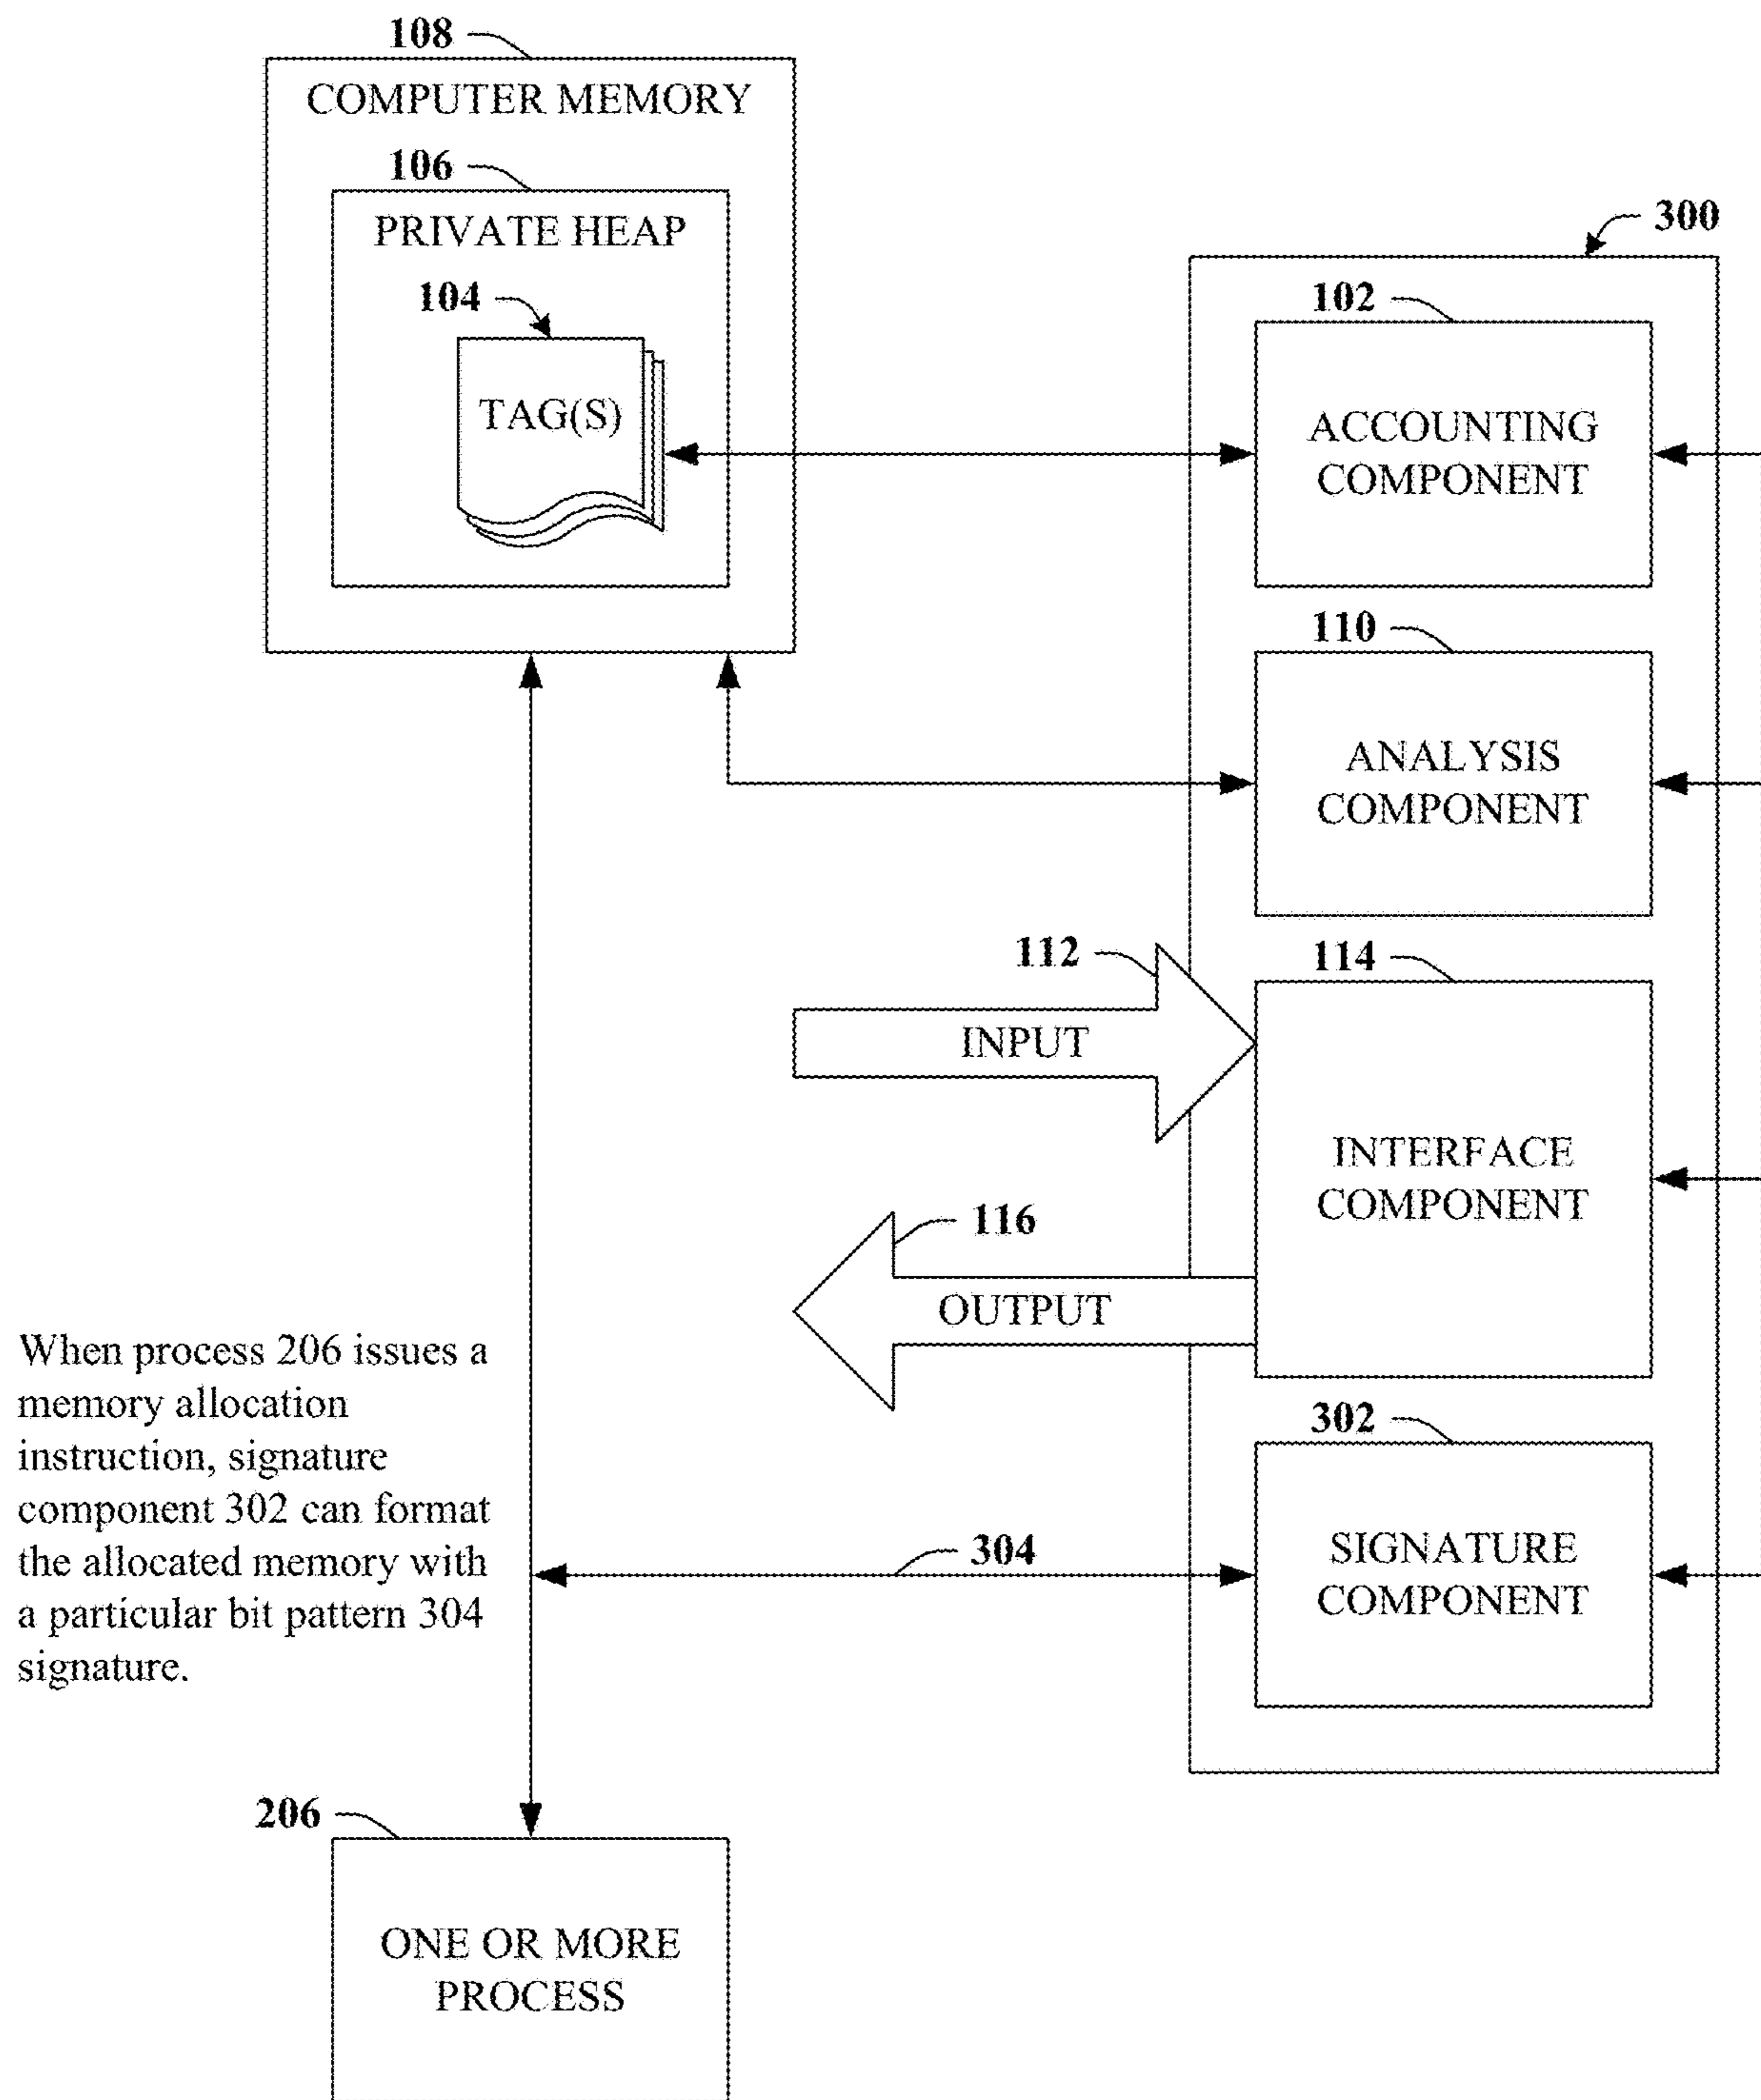 108
COMPUTER MEMORY
106
PRIVATE HEAP
104
TAG(S)
300
102
ACCOUNTING
COMPONENT
110
ANALYSIS
COMPONENT
112
INPUT
114
INTERFACE
COMPONENT
116
OUTPUT
When process 206 issues a
memory allocation
instruction, signature
component 302 can format
the allocated memory with
a particular bit pattern 304
signature.
302
304
SIGNATURE
COMPONENT
206
ONE OR MORE
PROCESS